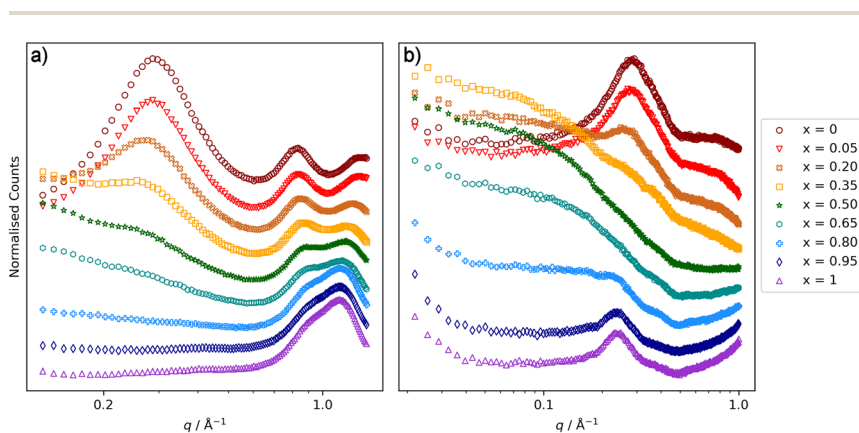 a)
b)
Normalised Counts
0.2
1.0
q / Å⁻¹
0.1
1.0
q / Å⁻¹
x = 0
x = 0.05
x = 0.20
x = 0.35
x = 0.50
x = 0.65
x = 0.80
x = 0.95
x = 1